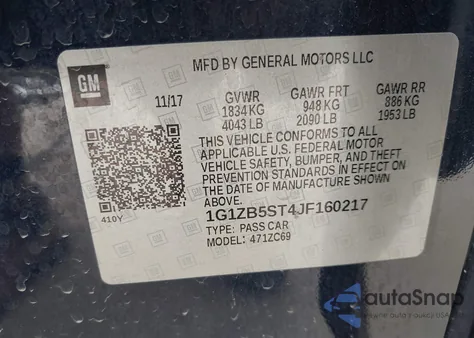 GM
MFD BY GENERAL MOTORS LLC
11/17 GVWR GAWR FRT GAWR RR
1834 KG 948 KG 886 KG
4043 LB 2090 LB 1953 LB
THIS VEHICLE CONFORMS TO ALL
APPLICABLE U.S. FEDERAL MOTOR
VEHICLE SAFETY, BUMPER, AND THEFT
PREVENTION STANDARDS IN EFFECT ON
THE DATE OF MANUFACTURE SHOWN
ABOVE.
410Y
1G1ZB5ST4JF160217
TYPE: PASS CAR
MODEL: 471ZC69
autaSnap